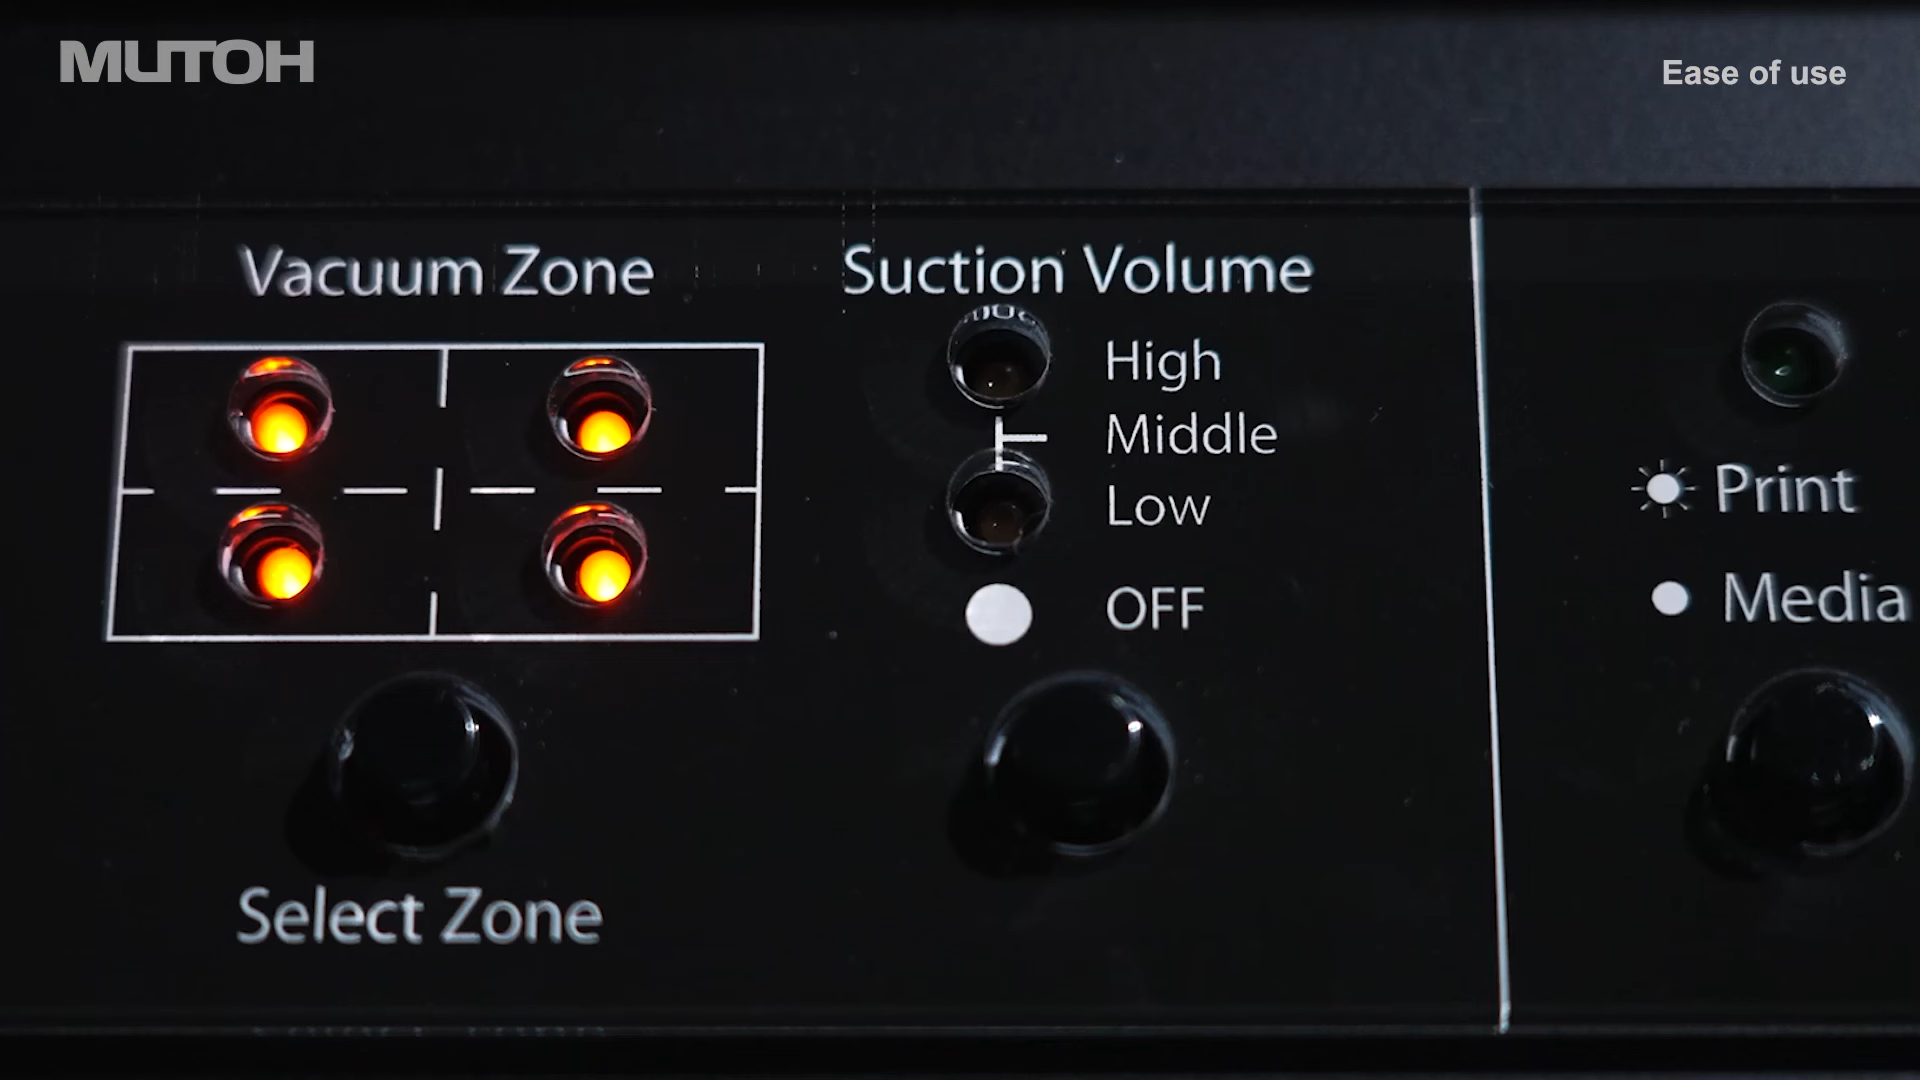 MUTOH
Ease of use
Vacuum Zone
Suction Volume
High
Middle
Low
OFF
Print
Media
Select Zone